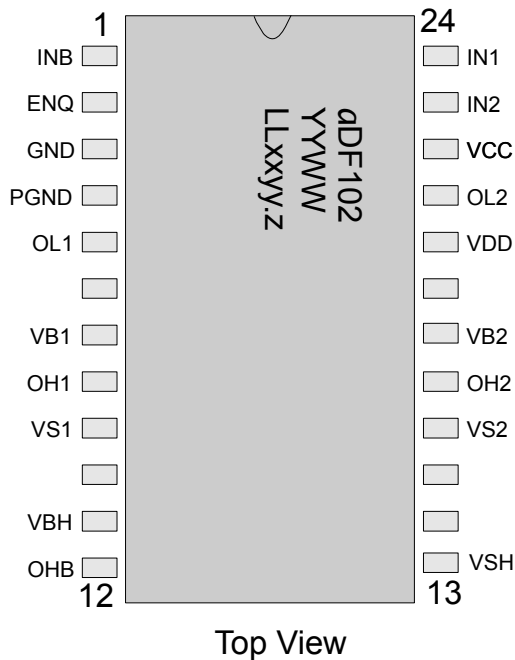 1 24
INB IN1
ENQ IN2
GND VCC
PGND OL2
OL1 VDD
VB1 VB2
OH1 OH2
VS1 VS2
VBH
OHB VSH
12 13
aDF102
YYWW
LLxxyy.z
Top View